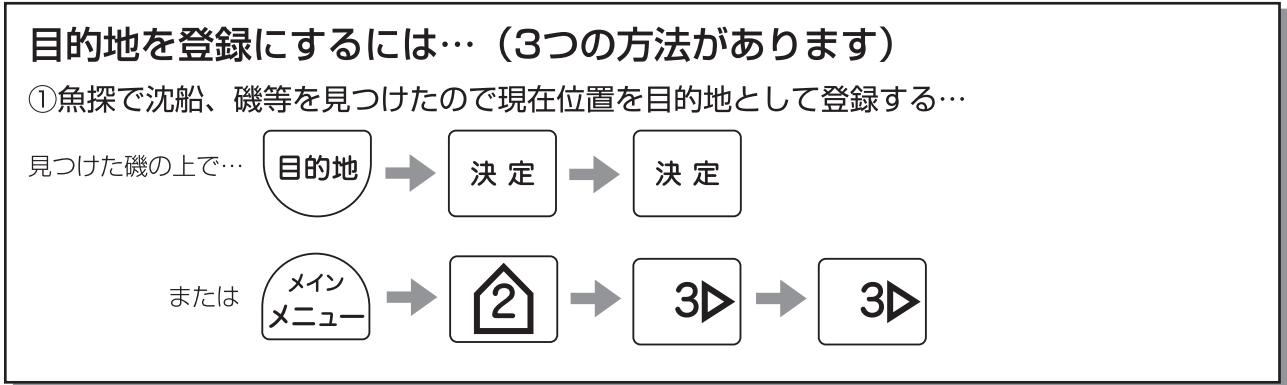 目的地を登録にするには…（3つの方法があります）
①魚探で沈船、磯等を見つけたので現在位置を目的地として登録する…
見つけた磯の上で… 目的地 決定 決定
または メイン メニュー 2 3 3